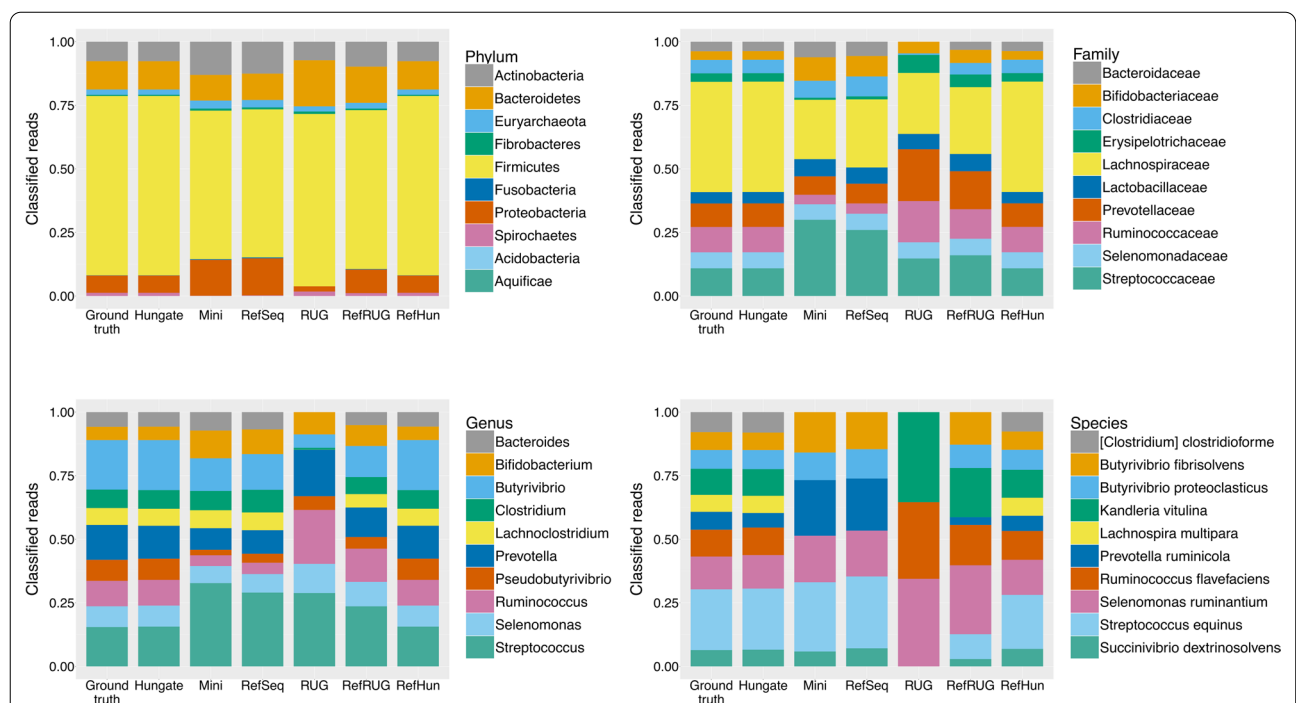 1.00
0.75
0.50
0.25
0.00
Classified reads
Ground truth
Hungate
Mini
RefSeq
RUG
RefRUG
RefHun
Phylum
Actinobacteria
Bacteroidetes
Euryarchaeota
Fibrobacteres
Firmicutes
Fusobacteria
Proteobacteria
Spirochaetes
Acidobacteria
Aquificae
1.00
0.75
0.50
0.25
0.00
Classified reads
Ground truth
Hungate
Mini
RefSeq
RUG
RefRUG
RefHun
Family
Bacteroidaceae
Bifidobacteriaceae
Clostridiaceae
Erysipelotrichaceae
Lachnospiraceae
Lactobacillaceae
Prevotellaceae
Ruminococcaceae
Selenomonadaceae
Streptococcaceae
1.00
0.75
0.50
0.25
0.00
Classified reads
Ground truth
Hungate
Mini
RefSeq
RUG
RefRUG
RefHun
Genus
Bacteroides
Bifidobacterium
Butyrivibrio
Clostridium
Lachnoclostridium
Prevotella
Pseudobutyrivibrio
Ruminococcus
Selenomonas
Streptococcus
1.00
0.75
0.50
0.25
0.00
Classified reads
Ground truth
Hungate
Mini
RefSeq
RUG
RefRUG
RefHun
Species
[Clostridium] clostridioforme
Butyrivibrio fibrisolvens
Butyrivibrio proteoclasticus
Kandleria vitulina
Lachnospira multipara
Prevotella ruminicola
Ruminococcus flavefaciens
Selenomonas ruminantium
Streptococcus equinus
Succinivibrio dextrinosolvens